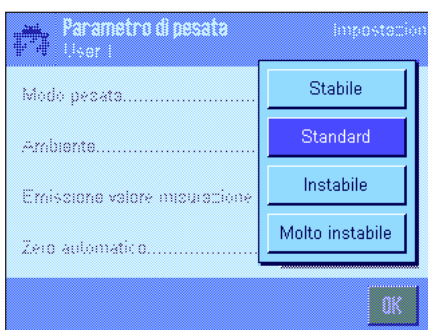 Parametro di pesata
Impostazion
User 1
Modo pesata........................
Stabile
Ambiente............................
Standard
Emissione valore misurazione
Instabile
Zero automatico...................
Molto instabile
OK